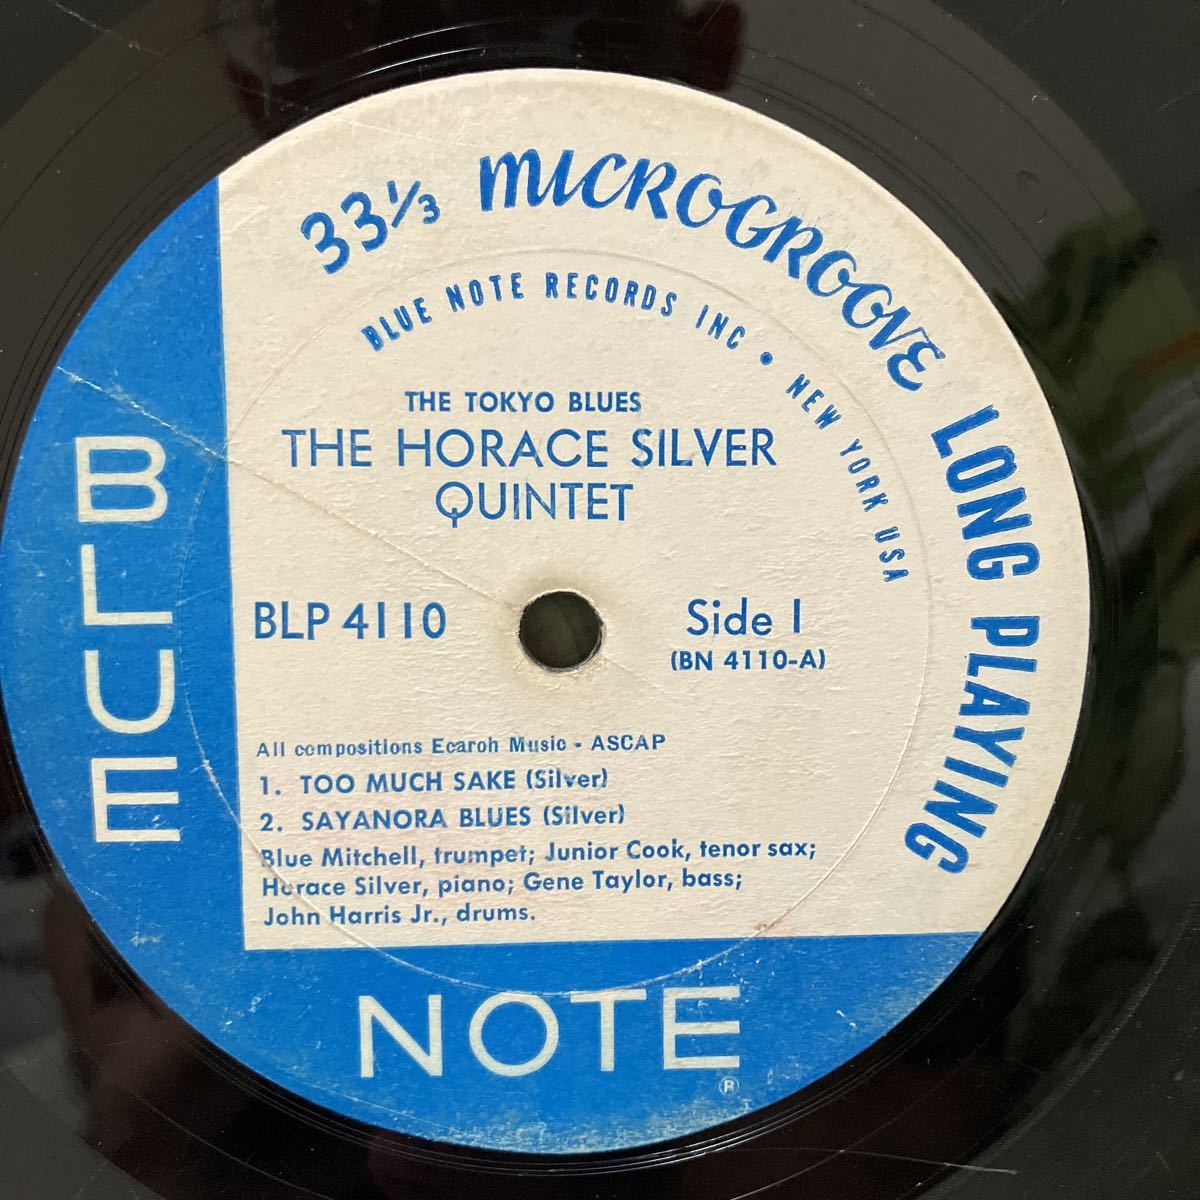 33⅓ MICROGROOVE LONG PLAYING
BLUE NOTE RECORDS INC • NEW YORK USA
THE TOKYO BLUES
THE HORACE SILVER
QUINTET
BLP 4110
Side 1
(BN 4110-A)
All compositions Ecaroh Music - ASCAP
1. TOO MUCH SAKE (Silver)
2. SAYANORA BLUES (Silver)
Blue Mitchell, trumpet; Junior Cook, tenor sax;
Horace Silver, piano; Gene Taylor, bass;
John Harris Jr., drums.
BLUE
NOTE®